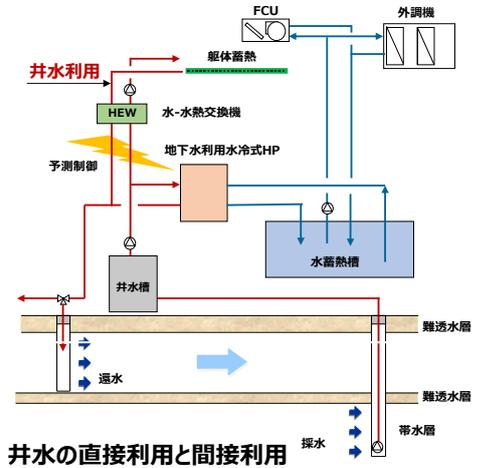 FCU
外調機
躯体蓄熱
井水利用
HEW
水-水熱交換機
予測制御
地下水利用水冷式HP
水蓄熱槽
井水槽
難透水層
還水
難透水層
採水
帯水層
井水の直接利用と間接利用